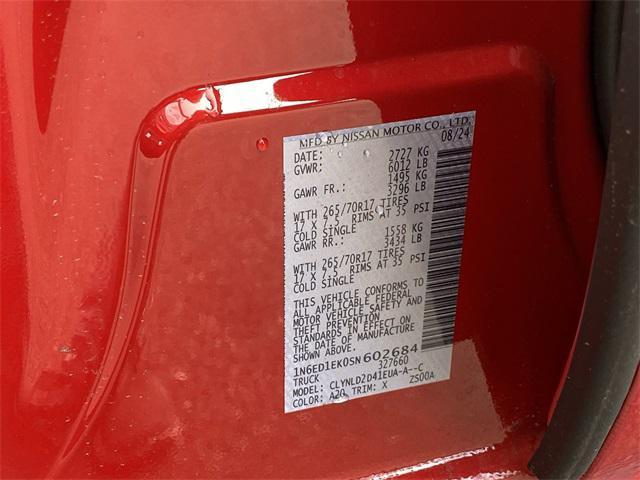 MFD BY NISSAN MOTOR CO., LTD.
DATE: 08/24
GVWR: 2727 KG
6012 LB
GAWR FR.: 1495 KG
3296 LB
WITH 265/70R17 TIRES
17 X 7.5 RIMS AT 35 PSI
COLD SINGLE
GAWR RR.: 1558 KG
3434 LB
WITH 265/70R17 TIRES
17 X 7.5 RIMS AT 35 PSI
COLD SINGLE
THIS VEHICLE CONFORMS TO
ALL APPLICABLE FEDERAL
MOTOR VEHICLE SAFETY AND
THEFT PREVENTION
STANDARDS IN EFFECT ON
THE DATE OF MANUFACTURE
SHOWN ABOVE.
1N6ED1EK0SN602684
TRUCK 327660
MODEL: CLYNLD2D41EUA-A--C
COLOR: A20 TRIM: X ZS00A